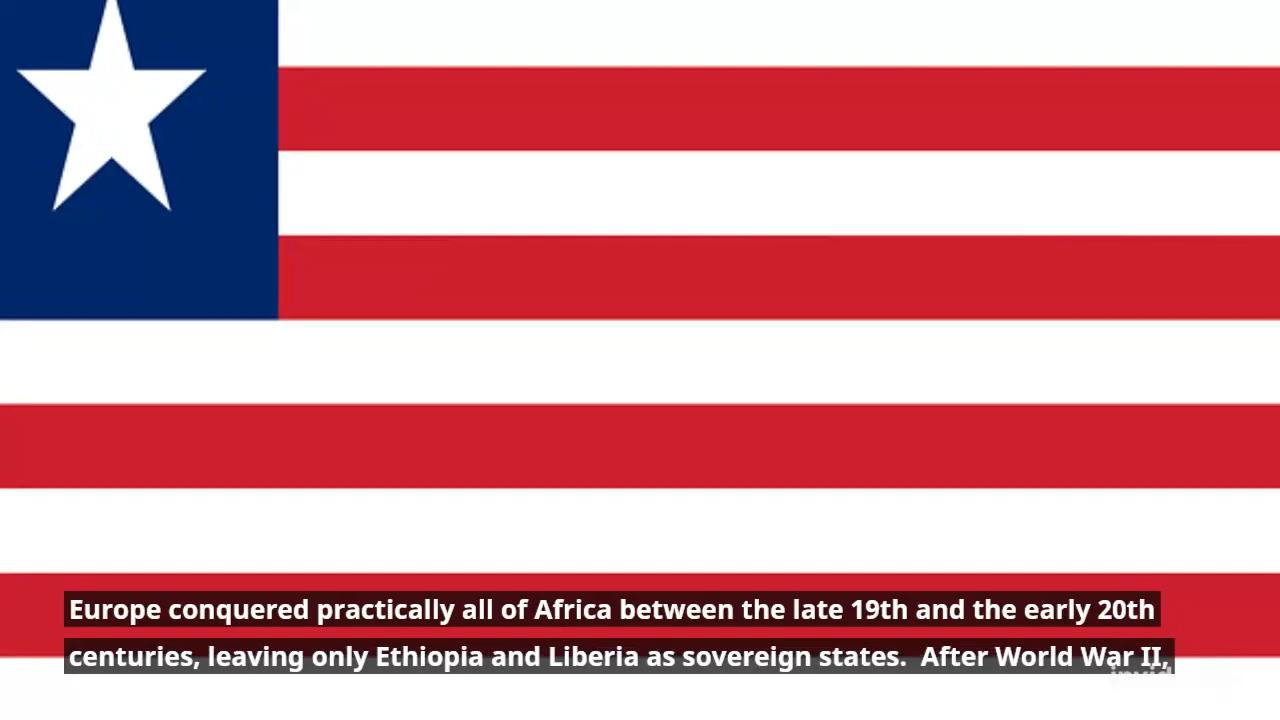 Europe conquered practically all of Africa between the late 19th and the early 20th
centuries, leaving only Ethiopia and Liberia as sovereign states.  After World War II,